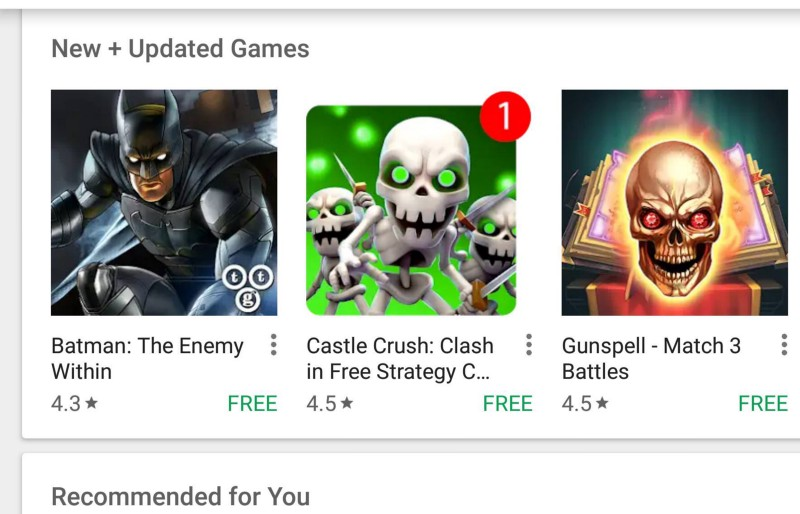 New + Updated Games
1
t t
g
Batman: The Enemy
Within
4.3★ FREE
Castle Crush: Clash
in Free Strategy C...
4.5★ FREE
Gunspell - Match 3
Battles
4.5★ FREE
Recommended for You